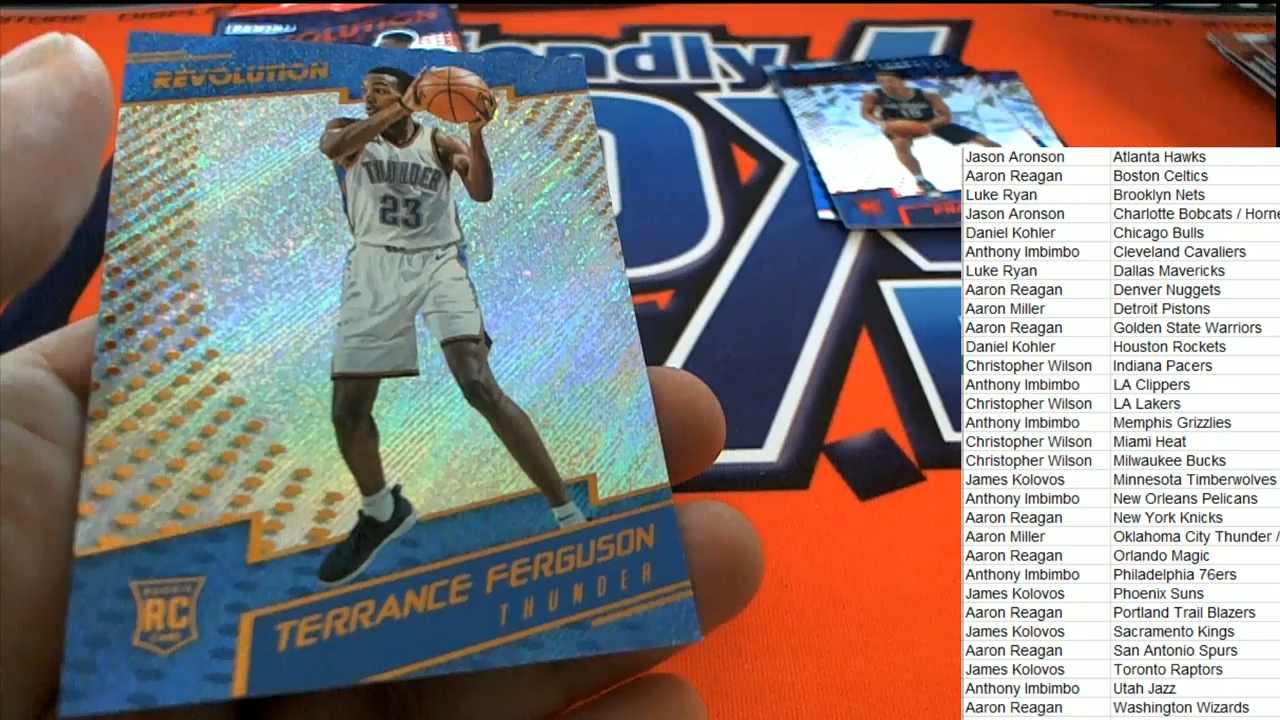 PANINI
REVOLUTION
REVOLUTION
THUNDER
23
RC
TERRANCE FERGUSON
THUNDER
ndly
RC
Jason Aronson Atlanta Hawks
Aaron Reagan Boston Celtics
Luke Ryan Brooklyn Nets
Jason Aronson Charlotte Bobcats / Horne
Daniel Kohler Chicago Bulls
Anthony Imbimbo Cleveland Cavaliers
Luke Ryan Dallas Mavericks
Aaron Reagan Denver Nuggets
Aaron Miller Detroit Pistons
Aaron Reagan Golden State Warriors
Daniel Kohler Houston Rockets
Christopher Wilson Indiana Pacers
Anthony Imbimbo LA Clippers
Christopher Wilson LA Lakers
Anthony Imbimbo Memphis Grizzlies
Christopher Wilson Miami Heat
Christopher Wilson Milwaukee Bucks
James Kolovos Minnesota Timberwolves
Anthony Imbimbo New Orleans Pelicans
Aaron Reagan New York Knicks
Aaron Miller Oklahoma City Thunder /
Aaron Reagan Orlando Magic
Anthony Imbimbo Philadelphia 76ers
James Kolovos Phoenix Suns
Aaron Reagan Portland Trail Blazers
James Kolovos Sacramento Kings
Aaron Reagan San Antonio Spurs
James Kolovos Toronto Raptors
Anthony Imbimbo Utah Jazz
Aaron Reagan Washington Wizards